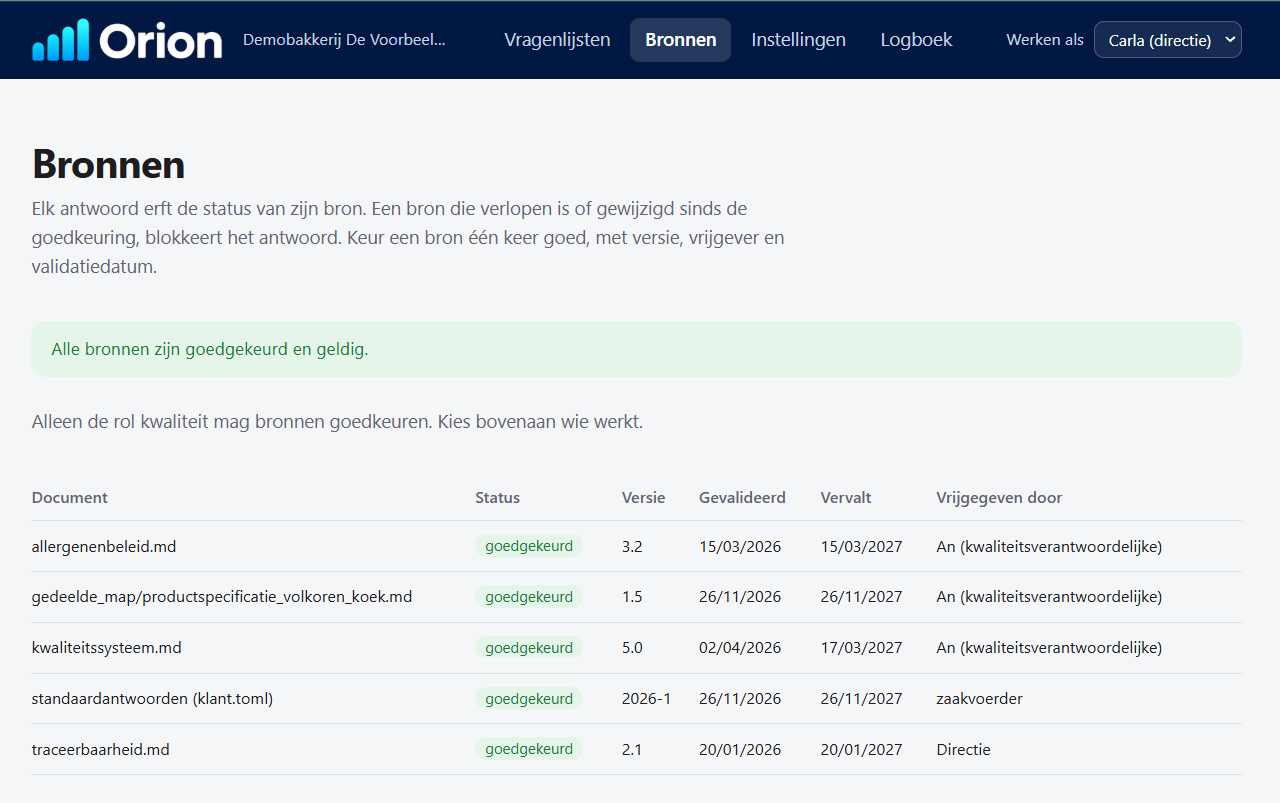 Orion Demobakkerij De Voorbeel... Vragenlijsten Bronnen Instellingen Logboek Werken als Carla (directie)
Bronnen
Elk antwoord erft de status van zijn bron. Een bron die verlopen is of gewijzigd sinds de
goedkeuring, blokkeert het antwoord. Keur een bron één keer goed, met versie, vrijgever en
validatiedatum.
Alle bronnen zijn goedgekeurd en geldig.
Alleen de rol kwaliteit mag bronnen goedkeuren. Kies bovenaan wie werkt.
Document Status Versie Gevalideerd Vervalt Vrijgegeven door
allergenenbeleid.md goedgekeurd 3.2 15/03/2026 15/03/2027 An (kwaliteitsverantwoordelijke)
gedeelde_map/productspecificatie_volkoren_koek.md goedgekeurd 1.5 26/11/2026 26/11/2027 An (kwaliteitsverantwoordelijke)
kwaliteitssysteem.md goedgekeurd 5.0 02/04/2026 17/03/2027 An (kwaliteitsverantwoordelijke)
standaardantwoorden (klant.toml) goedgekeurd 2026-1 26/11/2026 26/11/2027 zaakvoerder
traceerbaarheid.md goedgekeurd 2.1 20/01/2026 20/01/2027 Directie